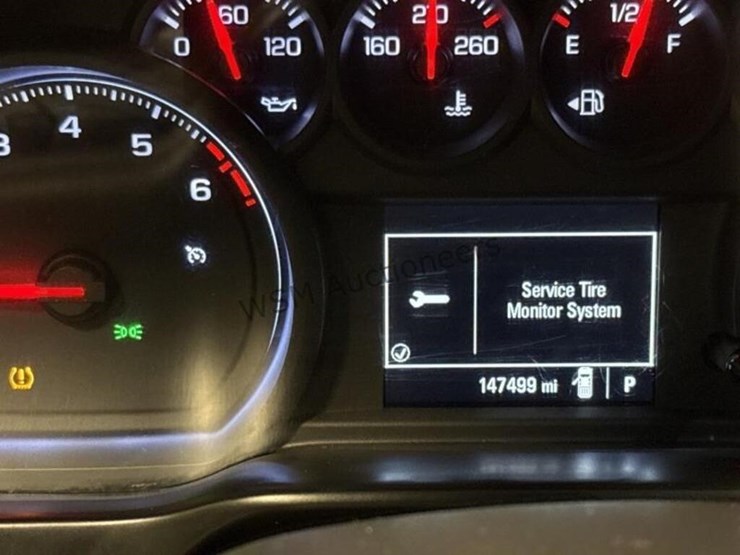 60
0 120
210
160 260
1/2
E F
3 4 5 6
WSM Auctioneers
Service Tire
Monitor System
147499 mi P